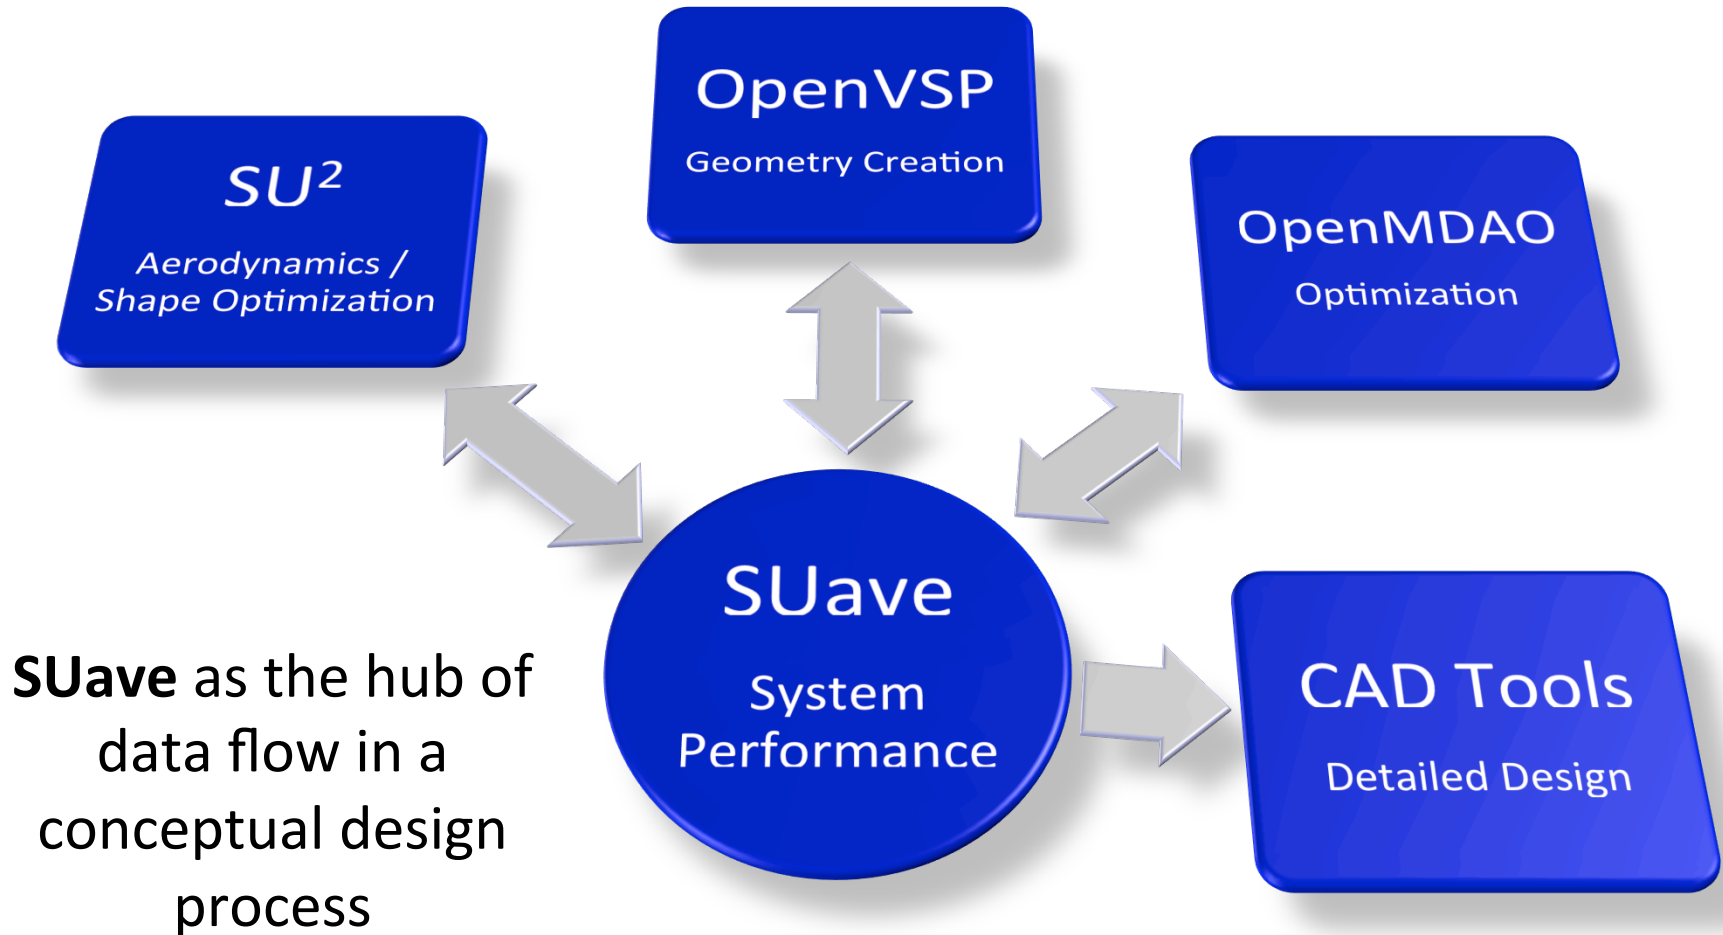 OpenVSP
Geometry Creation
SU²
Aerodynamics /
Shape Optimization
OpenMDAO
Optimization
SUave
System
Performance
CAD Tools
Detailed Design
SUave as the hub of
data flow in a
conceptual design
process